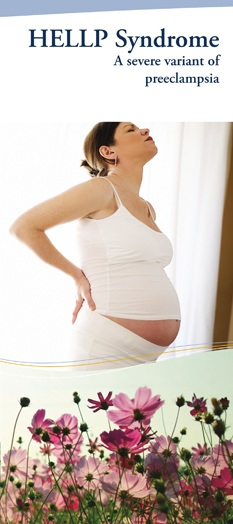 HELLP Syndrome
A severe variant of
preeclampsia